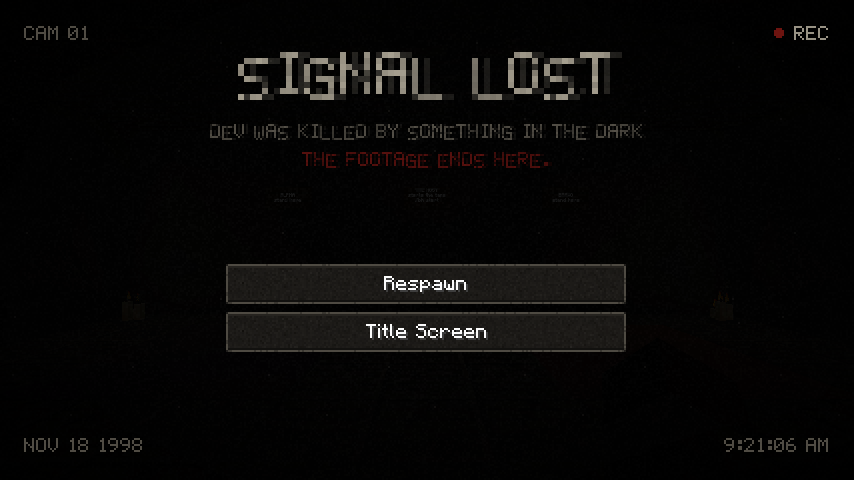 CAM 01
REC
SIGNAL LOST
DEV WAS KILLED BY SOMETHING IN THE DARK
THE FOOTAGE ENDS HERE.
Respawn
Title Screen
NOV 18 1998
9:21:06 AM